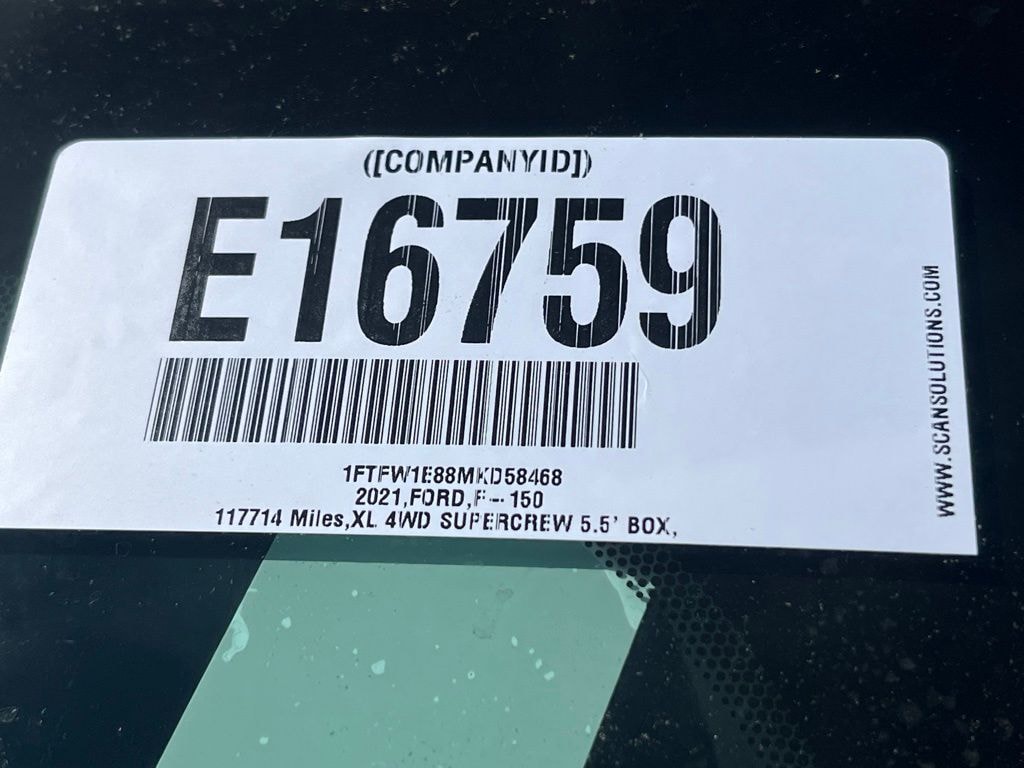 ([COMPANYID])
E16759
1FTFW1E88MKD58468
2021,FORD,F-150
117714 Miles,XL 4WD SUPERCREW 5.5' BOX,
WWW.SCANSOLUTIONS.COM